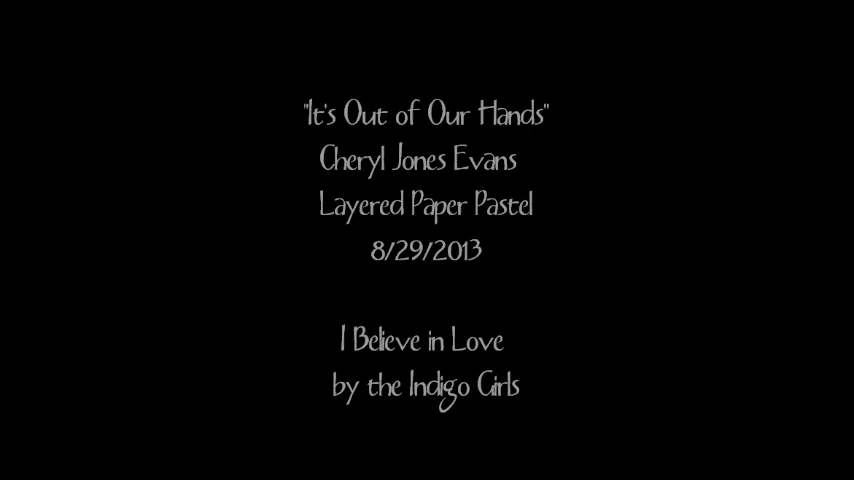 "It's Out of Our Hands"
Cheryl Jones Evans
Layered Paper Pastel
8/29/2013
I Believe in Love
by the Indigo Girls